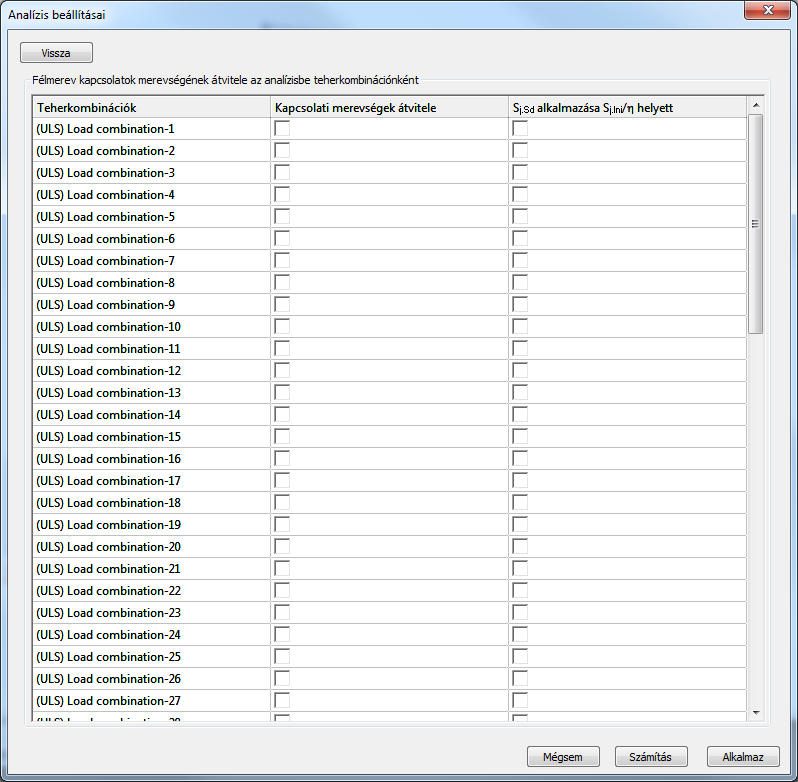 Analízis beállításai
Vissza
Félmerev kapcsolatok merevségének átvitele az analízisbe teherkombinációnként
Teherkombinációk Kapcsolati merevségek átvitele Sj.Sd alkalmazása Sj.Ini/η helyett
(ULS) Load combination-1
(ULS) Load combination-2
(ULS) Load combination-3
(ULS) Load combination-4
(ULS) Load combination-5
(ULS) Load combination-6
(ULS) Load combination-7
(ULS) Load combination-8
(ULS) Load combination-9
(ULS) Load combination-10
(ULS) Load combination-11
(ULS) Load combination-12
(ULS) Load combination-13
(ULS) Load combination-14
(ULS) Load combination-15
(ULS) Load combination-16
(ULS) Load combination-17
(ULS) Load combination-18
(ULS) Load combination-19
(ULS) Load combination-20
(ULS) Load combination-21
(ULS) Load combination-22
(ULS) Load combination-23
(ULS) Load combination-24
(ULS) Load combination-25
(ULS) Load combination-26
(ULS) Load combination-27
(ULS) Load combination-28
Mégsem Számítás Alkalmaz